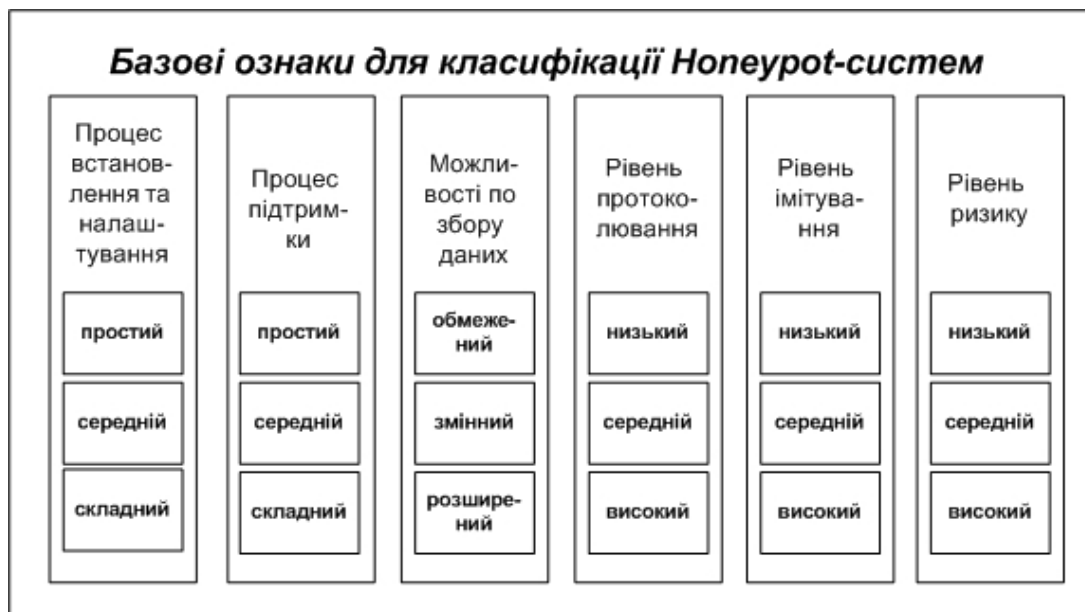 Базові ознаки для класифікації Honeypot-систем
Процес
встанов-
лення та
налаш-
тування
простий
середній
складний
Процес
підтрим-
ки
простий
середній
складний
Можли-
вості по
збору
даних
обмеже-
ний
змінний
розшире-
ний
Рівень
протоко-
лювання
низький
середній
високий
Рівень
імітува-
ння
низький
середній
високий
Рівень
ризику
низький
середній
високий